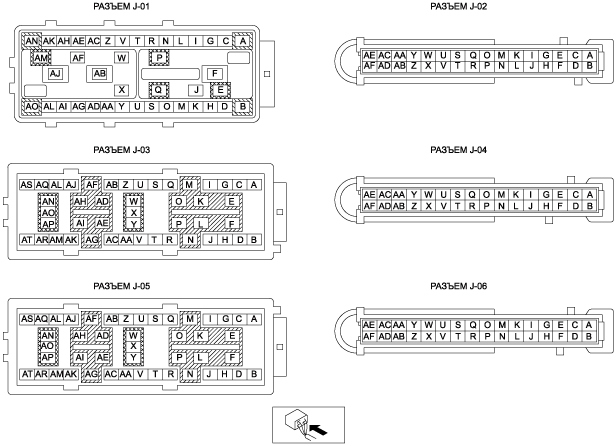 РАЗЪЕМ J-01
AN AK AH AE AC Z V T R N L I G C A
AM AF W P
AJ AB F
X Q J E
AO AL AI AG AD AA Y U S O M K H D B
РАЗЪЕМ J-02
AE AC AA Y W U S Q O M K I G E C A
AF AD AB Z X V T R P N L J H F D B
РАЗЪЕМ J-03
AS AQ AL AJ AF AB Z U S Q M I G C A
AN AH AD W O K E
AO X
AP AI AE Y P L F
AT AR AM AK AG AC AA V T R N J H D B
РАЗЪЕМ J-04
AE AC AA Y W U S Q O M K I G E C A
AF AD AB Z X V T R P N L J H F D B
РАЗЪЕМ J-05
AS AQ AL AJ AF AB Z U S Q M I G C A
AN AH AD W O K E
AO X
AP AI AE Y P L F
AT AR AM AK AG AC AA V T R N J H D B
РАЗЪЕМ J-06
AE AC AA Y W U S Q O M K I G E C A
AF AD AB Z X V T R P N L J H F D B